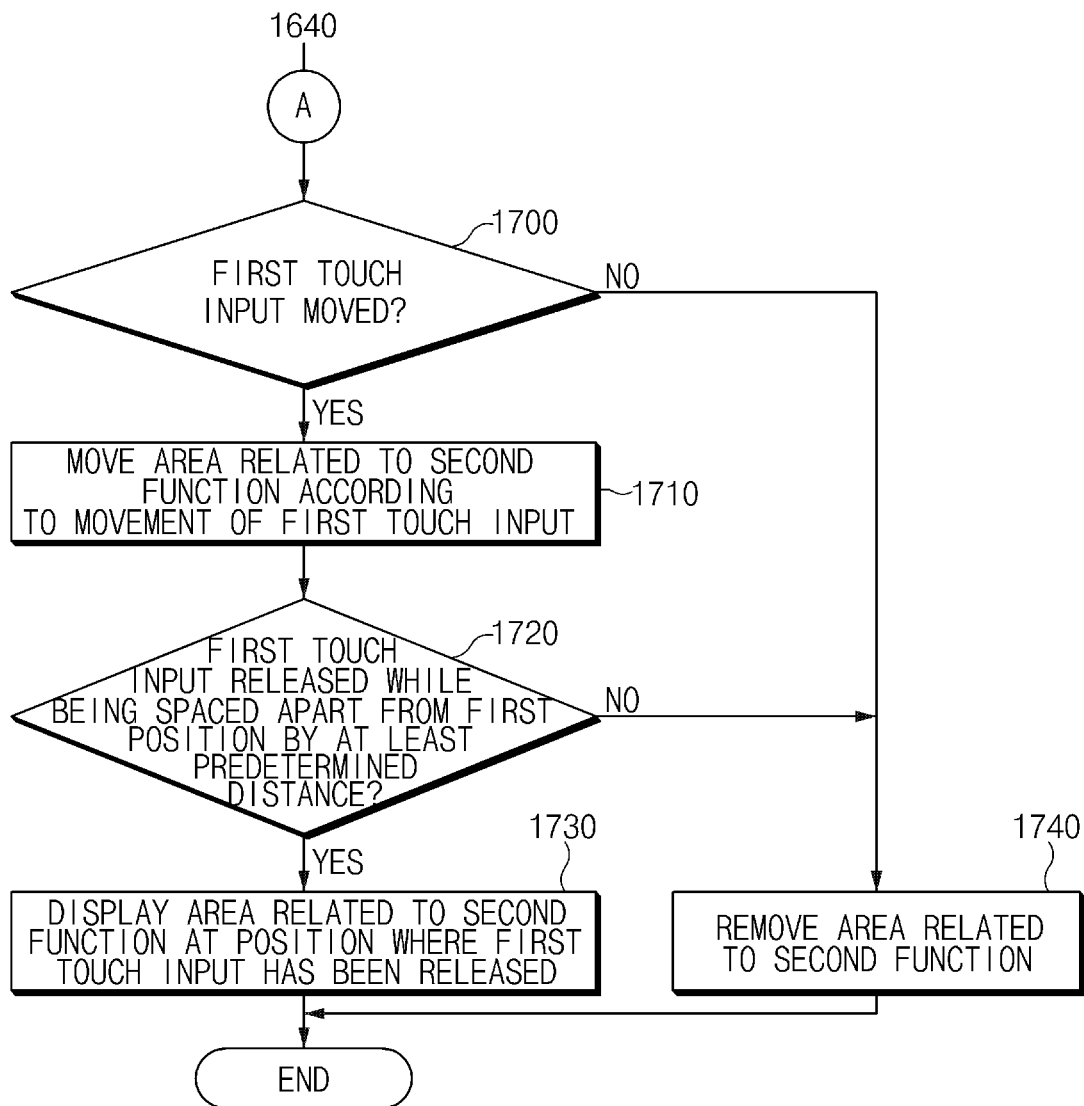 1640
A
1700
FIRST TOUCH
INPUT MOVED?
NO
YES
MOVE AREA RELATED TO SECOND
FUNCTION ACCORDING
TO MOVEMENT OF FIRST TOUCH INPUT
1710
1720
FIRST TOUCH
INPUT RELEASED WHILE
BEING SPACED APART FROM FIRST
POSITION BY AT LEAST
PREDETERMINED
DISTANCE?
NO
YES
1730
DISPLAY AREA RELATED TO SECOND
FUNCTION AT POSITION WHERE FIRST
TOUCH INPUT HAS BEEN RELEASED
1740
REMOVE AREA RELATED
TO SECOND FUNCTION
END